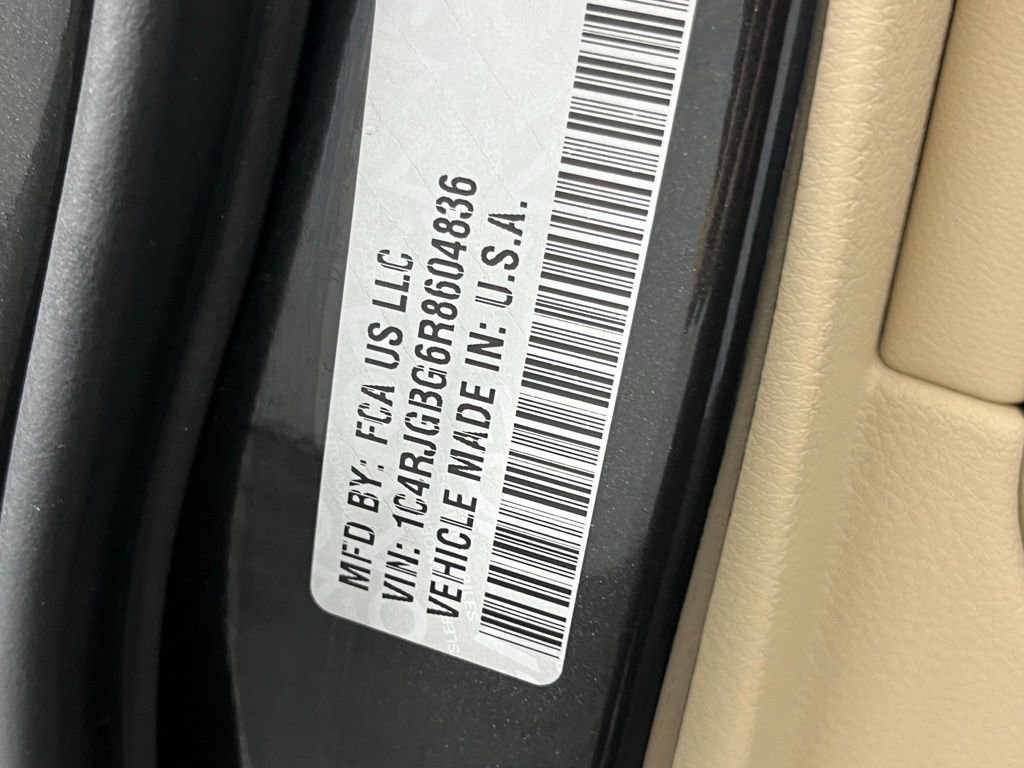 MFD BY: FCA US LLC
VIN: 1C4RJGBG6R8604836
VEHICLE MADE IN: U.S.A.